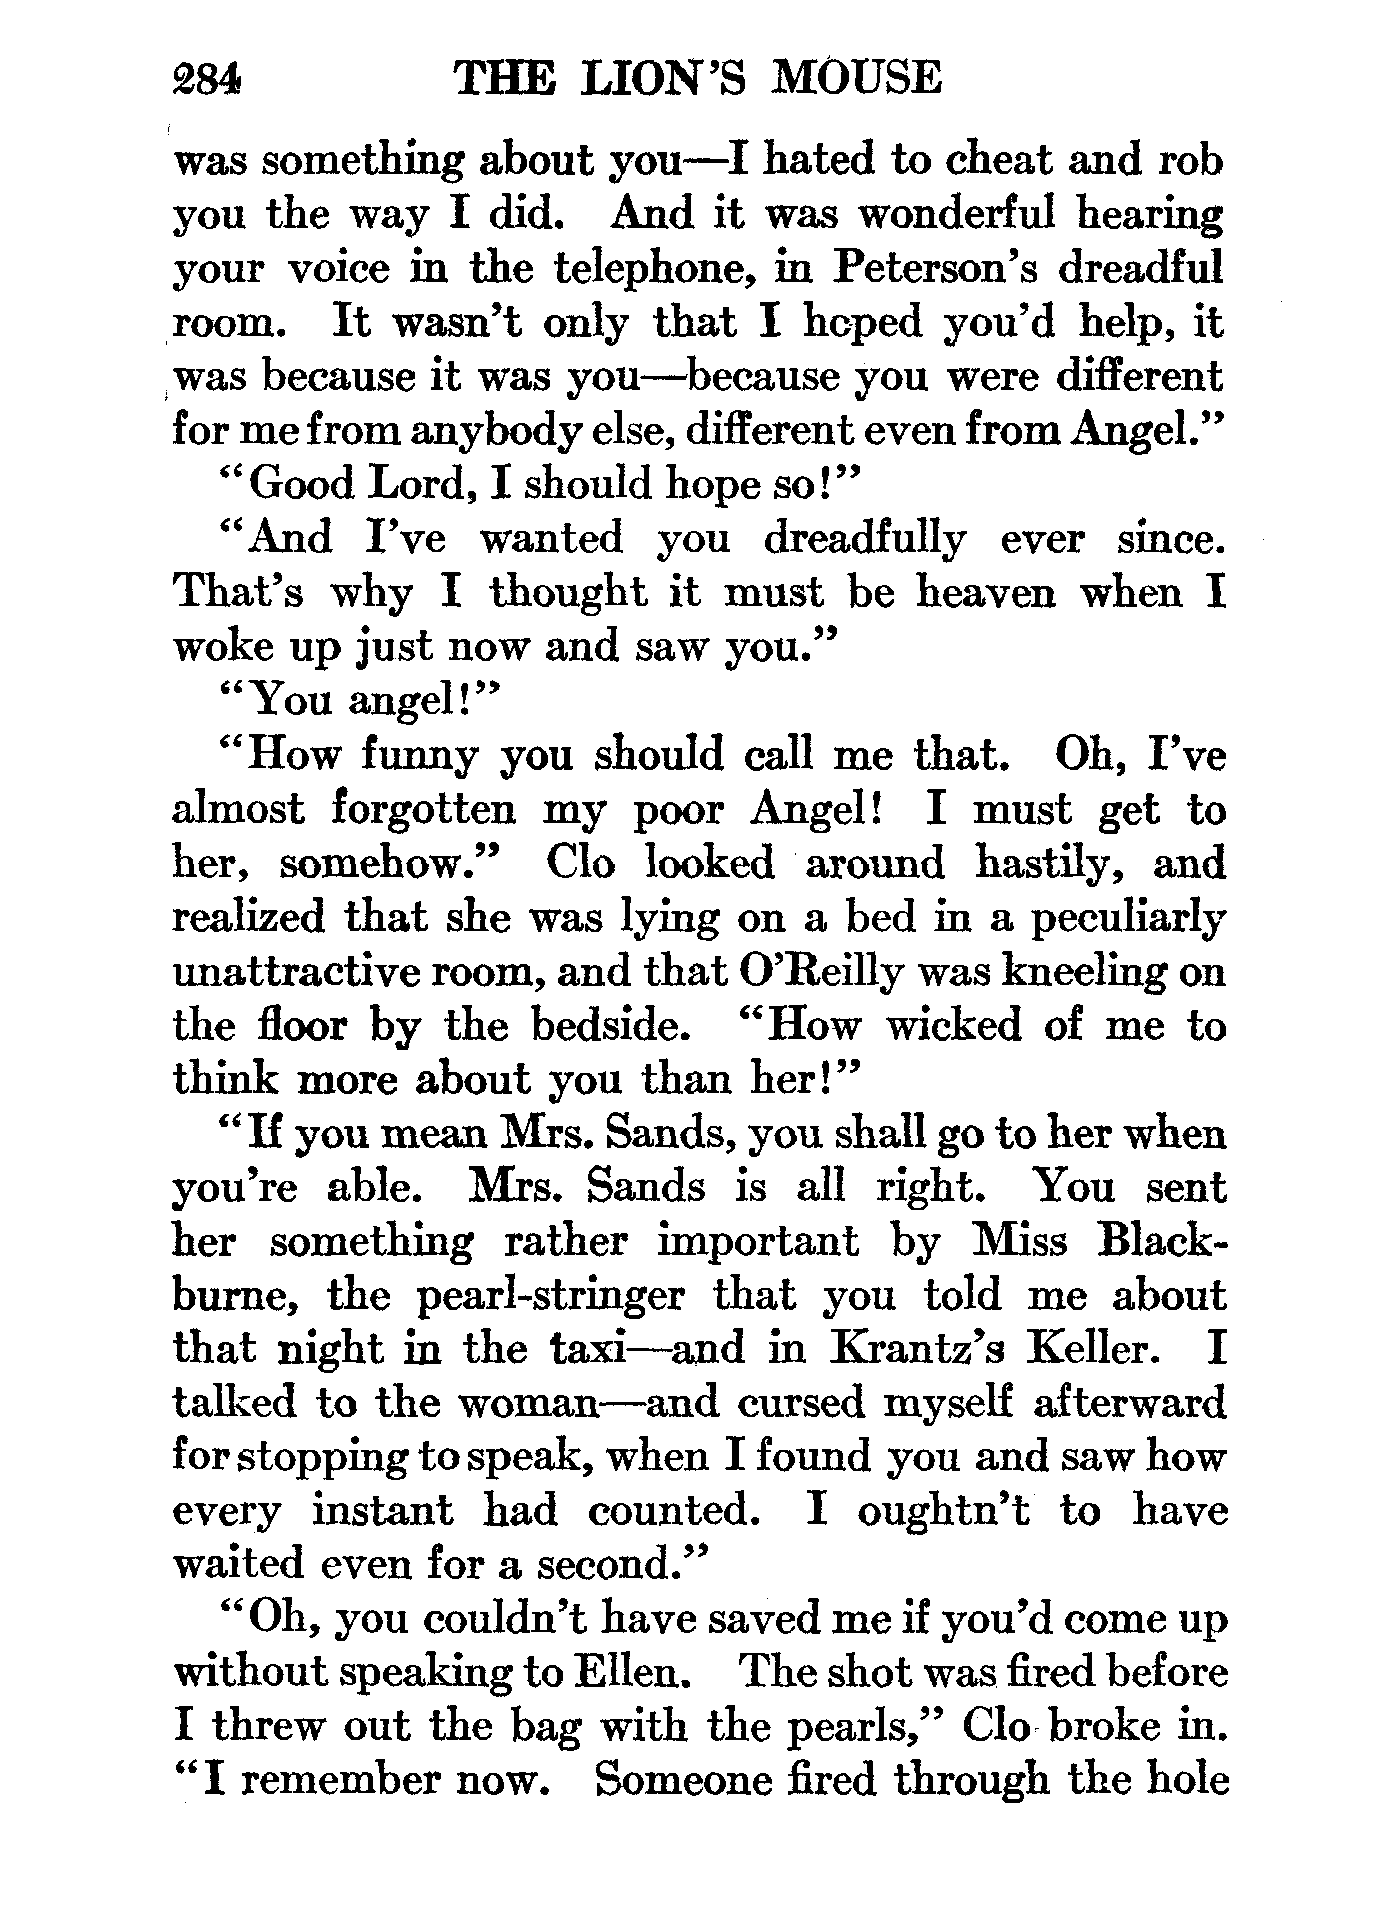 284 THE LION'S MOUSE
was something about you—I hated to cheat and rob
you the way I did. And it was wonderful hearing
your voice in the telephone, in Peterson's dreadful
room. It wasn't only that I hoped you'd help, it
was because it was you—because you were different
for me from anybody else, different even from Angel."
"Good Lord, I should hope so!"
"And I've wanted you dreadfully ever since.
That's why I thought it must be heaven when I
woke up just now and saw you."
"You angel!"
"How funny you should call me that. Oh, I've
almost forgotten my poor Angel! I must get to
her, somehow." Clo looked around hastily, and
realized that she was lying on a bed in a peculiarly
unattractive room, and that O'Reilly was kneeling on
the floor by the bedside. "How wicked of me to
think more about you than her!"
"If you mean Mrs. Sands, you shall go to her when
you're able. Mrs. Sands is all right. You sent
her something rather important by Miss Black-
burne, the pearl-stringer that you told me about
that night in the taxi—and in Krantz's Keller. I
talked to the woman—and cursed myself afterward
for stopping to speak, when I found you and saw how
every instant had counted. I oughtn't to have
waited even for a second."
"Oh, you couldn't have saved me if you'd come up
without speaking to Ellen. The shot was fired before
I threw out the bag with the pearls," Clo broke in.
"I remember now. Someone fired through the hole